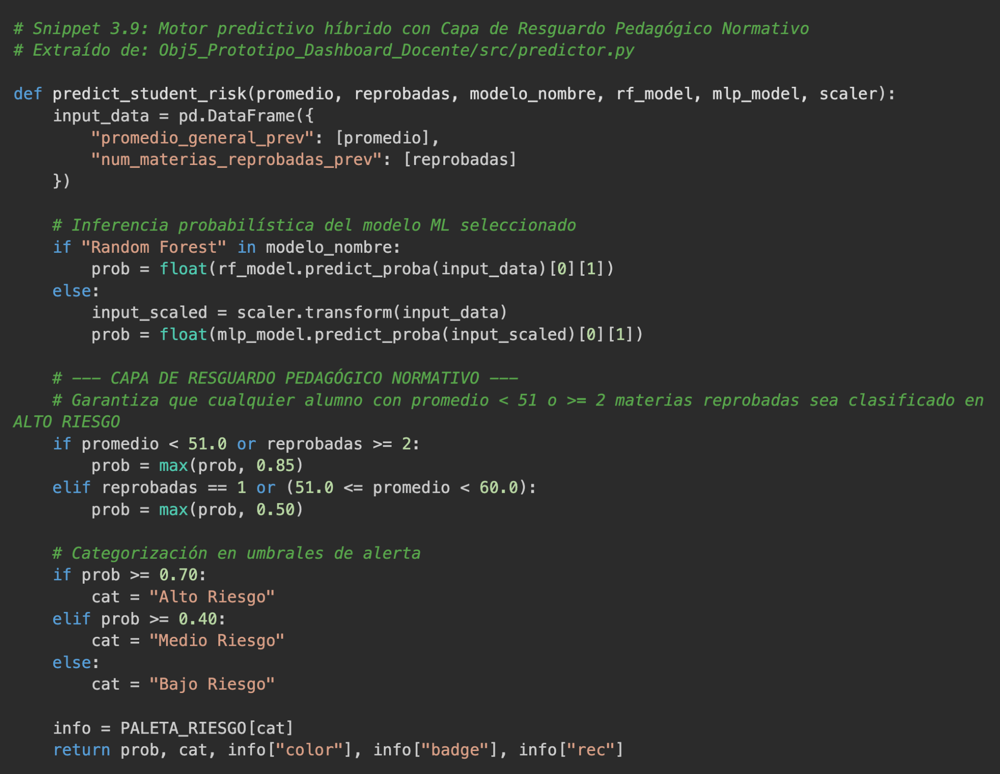 # Snippet 3.9: Motor predictivo híbrido con Capa de Resguardo Pedagógico Normativo
# Extraído de: Obj5_Prototipo_Dashboard_Docente/src/predictor.py

def predict_student_risk(promedio, reprobadas, modelo_nombre, rf_model, mlp_model, scaler):
    input_data = pd.DataFrame({
        "promedio_general_prev": [promedio],
        "num_materias_reprobadas_prev": [reprobadas]
    })

    # Inferencia probabilística del modelo ML seleccionado
    if "Random Forest" in modelo_nombre:
        prob = float(rf_model.predict_proba(input_data)[0][1])
    else:
        input_scaled = scaler.transform(input_data)
        prob = float(mlp_model.predict_proba(input_scaled)[0][1])

    # --- CAPA DE RESGUARDO PEDAGÓGICO NORMATIVO ---
    # Garantiza que cualquier alumno con promedio < 51 o >= 2 materias reprobadas sea clasificado en
ALTO RIESGO
    if promedio < 51.0 or reprobadas >= 2:
        prob = max(prob, 0.85)
    elif reprobadas == 1 or (51.0 <= promedio < 60.0):
        prob = max(prob, 0.50)

    # Categorización en umbrales de alerta
    if prob >= 0.70:
        cat = "Alto Riesgo"
    elif prob >= 0.40:
        cat = "Medio Riesgo"
    else:
        cat = "Bajo Riesgo"

    info = PALETA_RIESGO[cat]
    return prob, cat, info["color"], info["badge"], info["rec"]